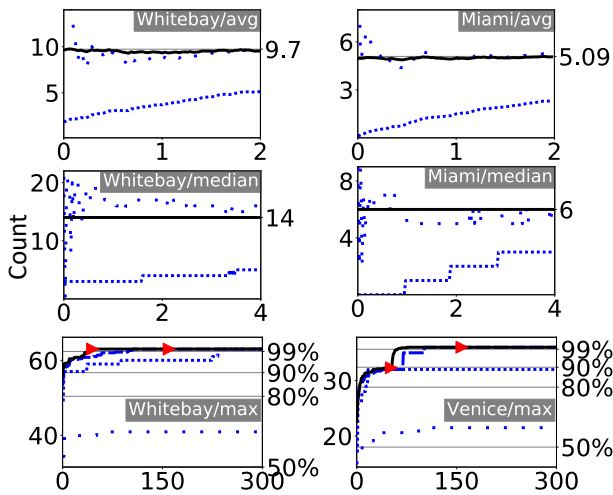 Whitebay/avg
10
5
9.7
0 1 2
Miami/avg
6
3
5.09
0 1 2
Count
Whitebay/median
20
10
14
0 2 4
Miami/median
8
4
6
0 2 4
Whitebay/max
60
40
99%
90%
80%
50%
0 150 300
Venice/max
30
20
99%
90%
80%
50%
0 150 300